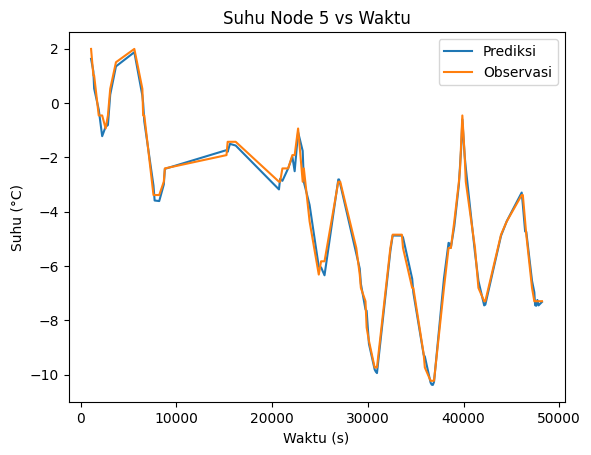 Suhu Node 5 vs Waktu
Prediksi
Observasi
Suhu (°C)
2
0
−2
−4
−6
−8
−10
0 10000 20000 30000 40000 50000
Waktu (s)